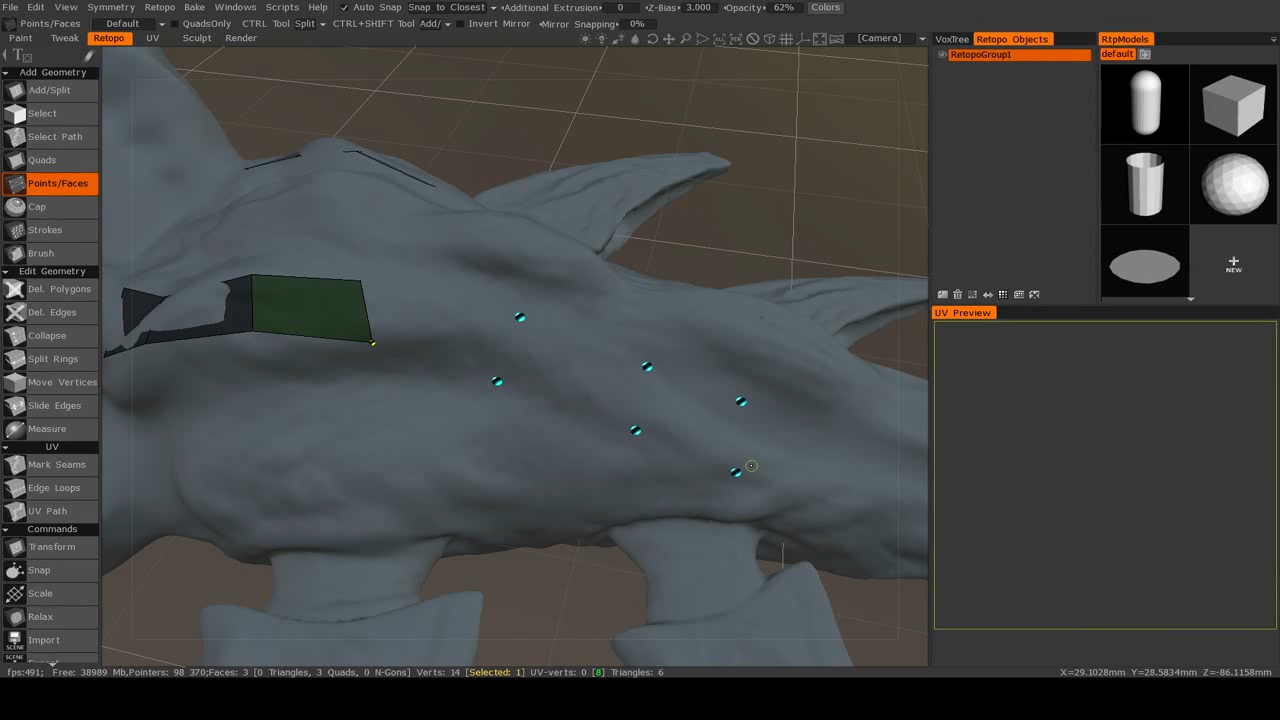 File Edit View Symmetry Retopo Bake Windows Scripts Help Auto Snap Snap to Closest Additional Extrusion 0 Z-Bias 3.000 Opacity 62% Colors
Points/Faces Default QuadsOnly CTRL Tool Split CTRL+SHIFT Tool Add/ Invert Mirror Mirror Snapping 0%
Paint Tweak Retopo UV Sculpt Render [Camera] VoxTree Retopo Objects RtpModels
RetopoGroup1 default
Add Geometry
Add/Split
Select
Select Path
Quads
Points/Faces
Cap
Strokes
Brush
NEW
Edit Geometry
Del. Polygons
Del. Edges
UV Preview
Collapse
Split Rings
Move Vertices
Slide Edges
Measure
UV
Mark Seams
Edge Loops
UV Path
Commands
Transform
Snap
Scale
Relax
SCENE Import
SCENE
fps:491; Free: 38989 Mb,Pointers: 98 370;Faces: 3 [0 Triangles, 3 Quads, 0 N-Gons] Verts: 14 [Selected: 1] UV-verts: 0 [8] Triangles: 6 X=29.1028mm Y=28.5834mm Z=-86.1158mm